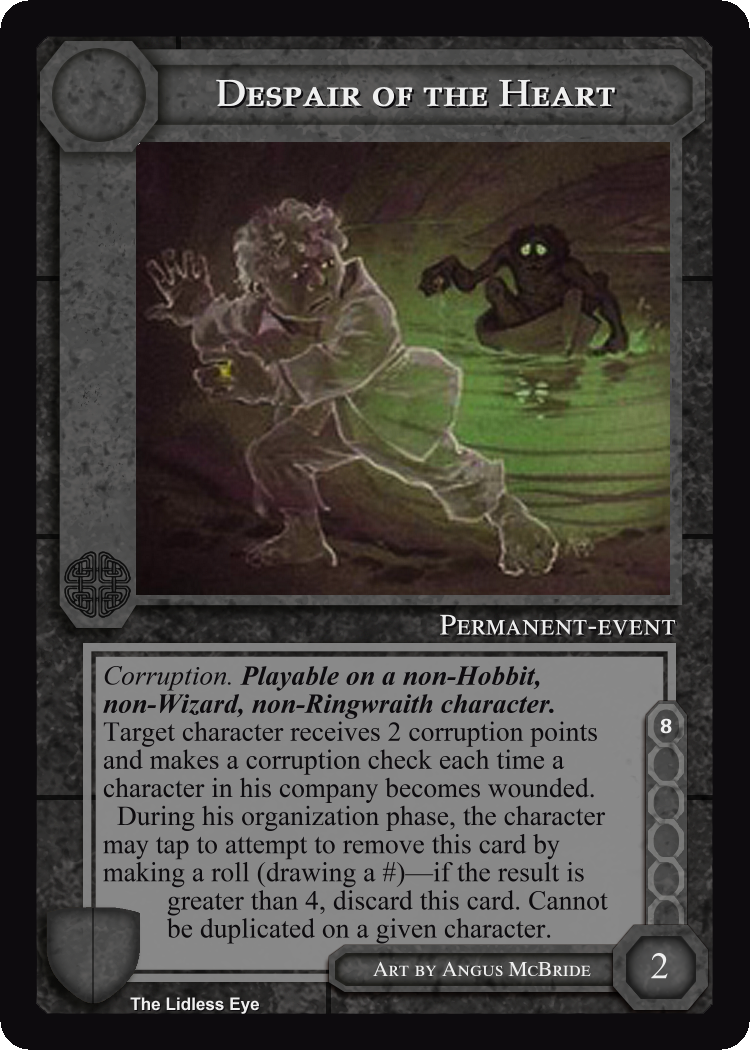 Despair of the Heart
Permanent-event
Corruption. Playable on a non-Hobbit,
non-Wizard, non-Ringwraith character.
Target character receives 2 corruption points
and makes a corruption check each time a
character in his company becomes wounded.
During his organization phase, the character
may tap to attempt to remove this card by
making a roll (drawing a #)—if the result is
greater than 4, discard this card. Cannot
be duplicated on a given character.
8
Art by Angus McBride
2
The Lidless Eye